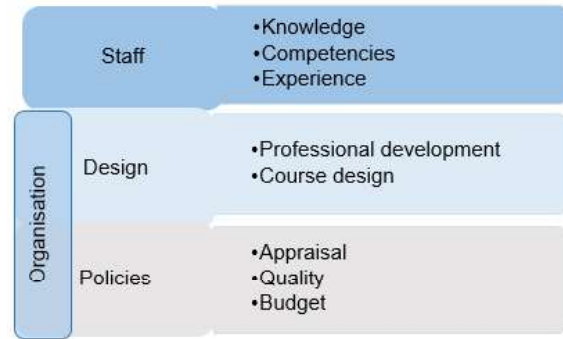 Staff
•Knowledge
•Competencies
•Experience
Organisation
Design
•Professional development
•Course design
Policies
•Appraisal
•Quality
•Budget